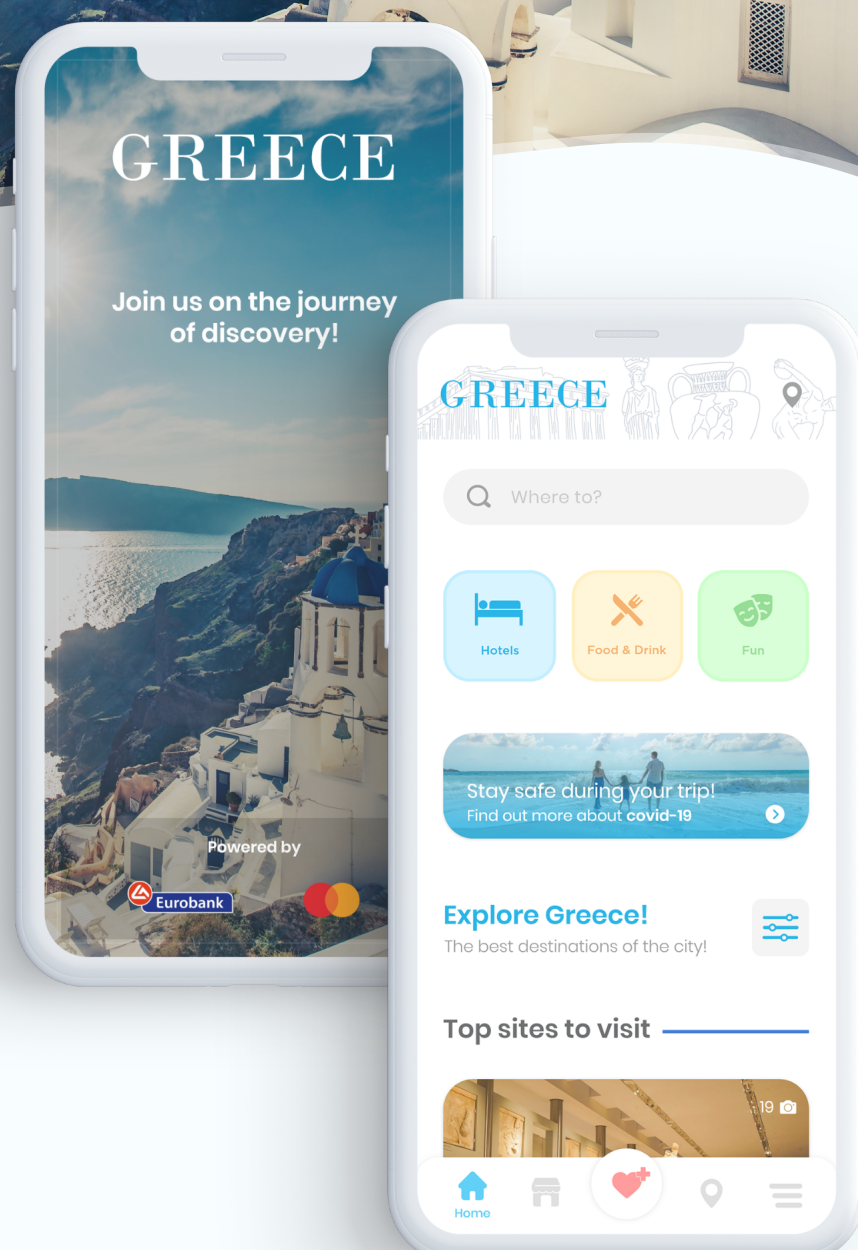 GREECE
Join us on the journey
of discovery!
Powered by
Eurobank
GREECE
Where to?
Hotels
Food & Drink
Fun
Stay safe during your trip!
Find out more about covid-19
Explore Greece!
The best destinations of the city!
Top sites to visit
19
Home